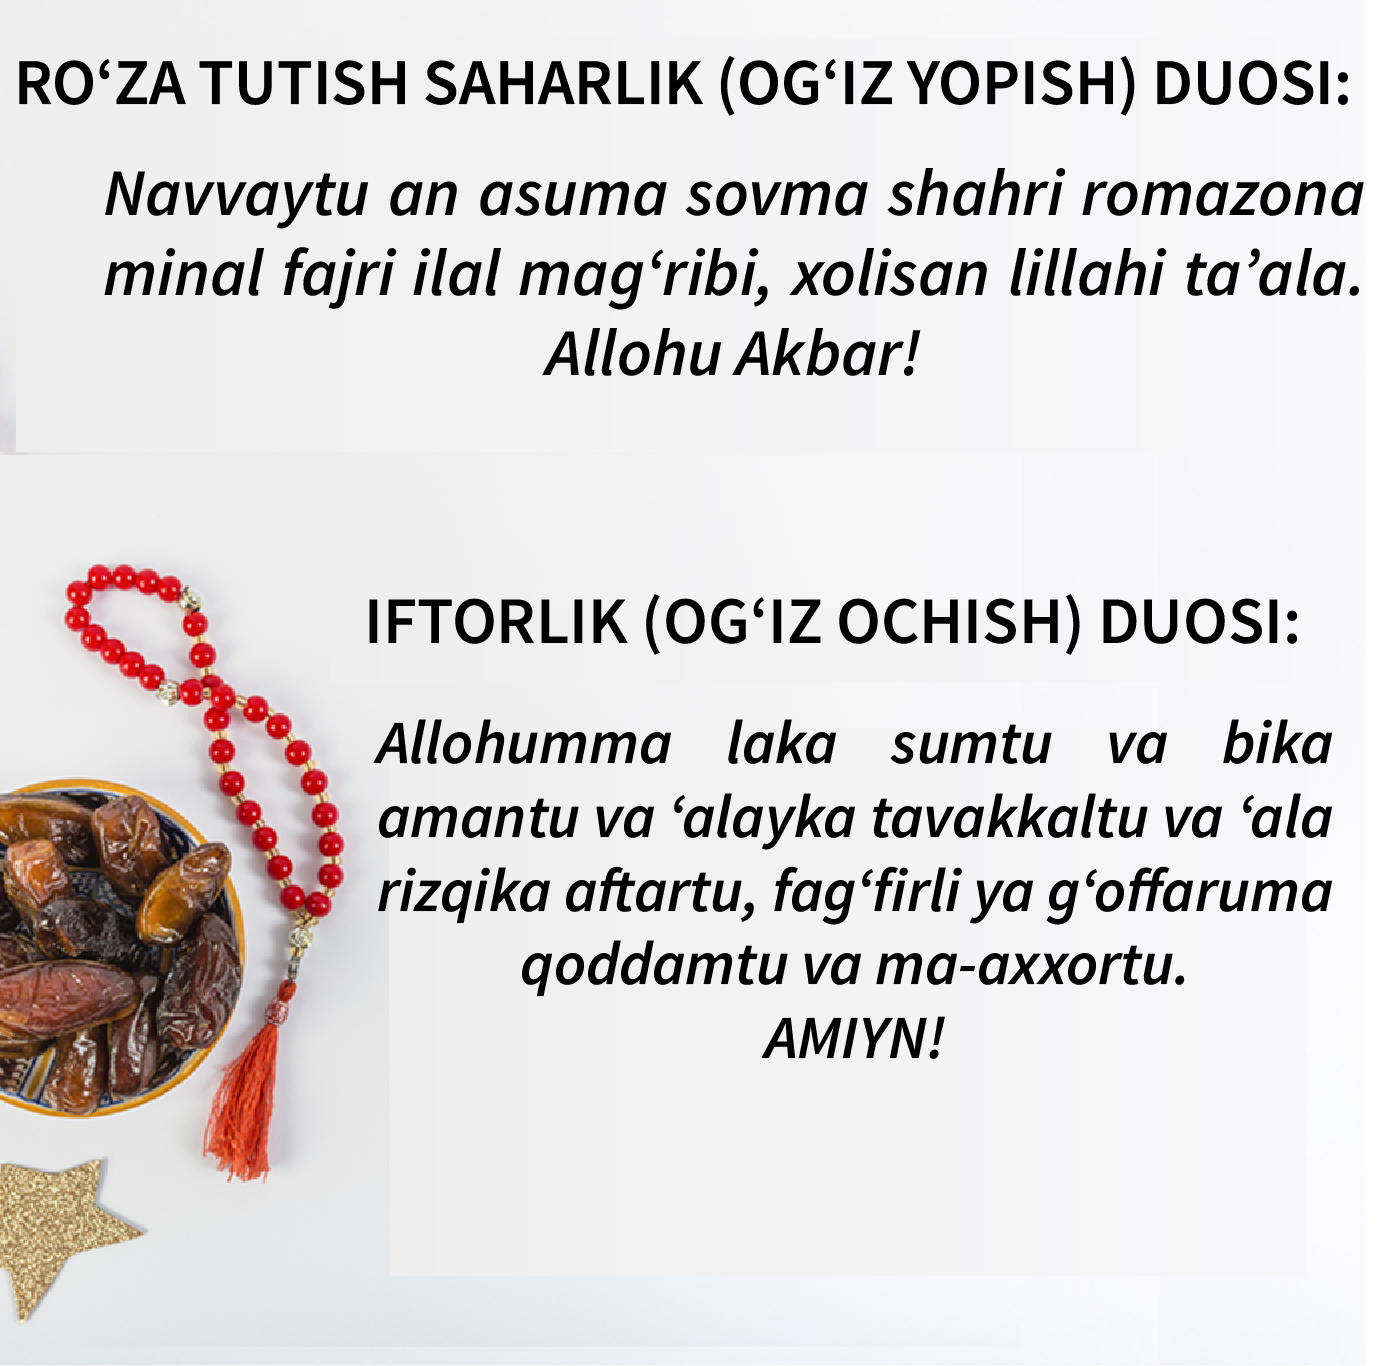 RO‘ZA TUTISH SAHARLIK (OG‘IZ YOPISH) DUOSI:
Navvaytu an asuma sovma shahri romazona
minal fajri ilal mag‘ribi, xolisan lillahi ta’ala.
Allohu Akbar!
IFTORLIK (OG‘IZ OCHISH) DUOSI:
Allohumma laka sumtu va bika
amantu va ‘alayka tavakkaltu va ‘ala
rizqika aftartu, fag‘firli ya g‘offaruma
qoddamtu va ma-axxortu.
AMIYN!